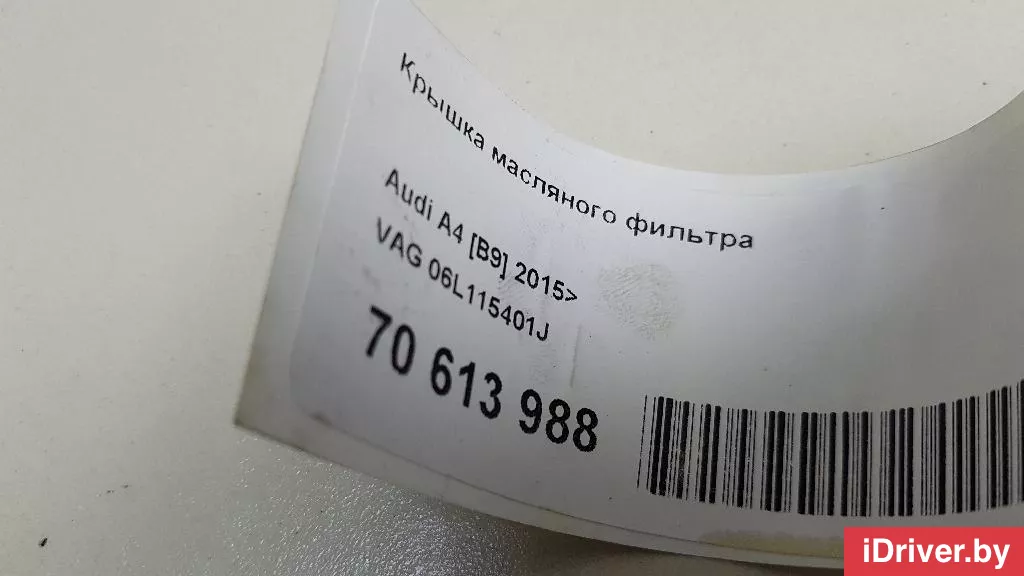 Крышка масляного фильтра
Audi A4 [B9] 2015>
VAG 06L115401J
70 613 988
iDriver.by